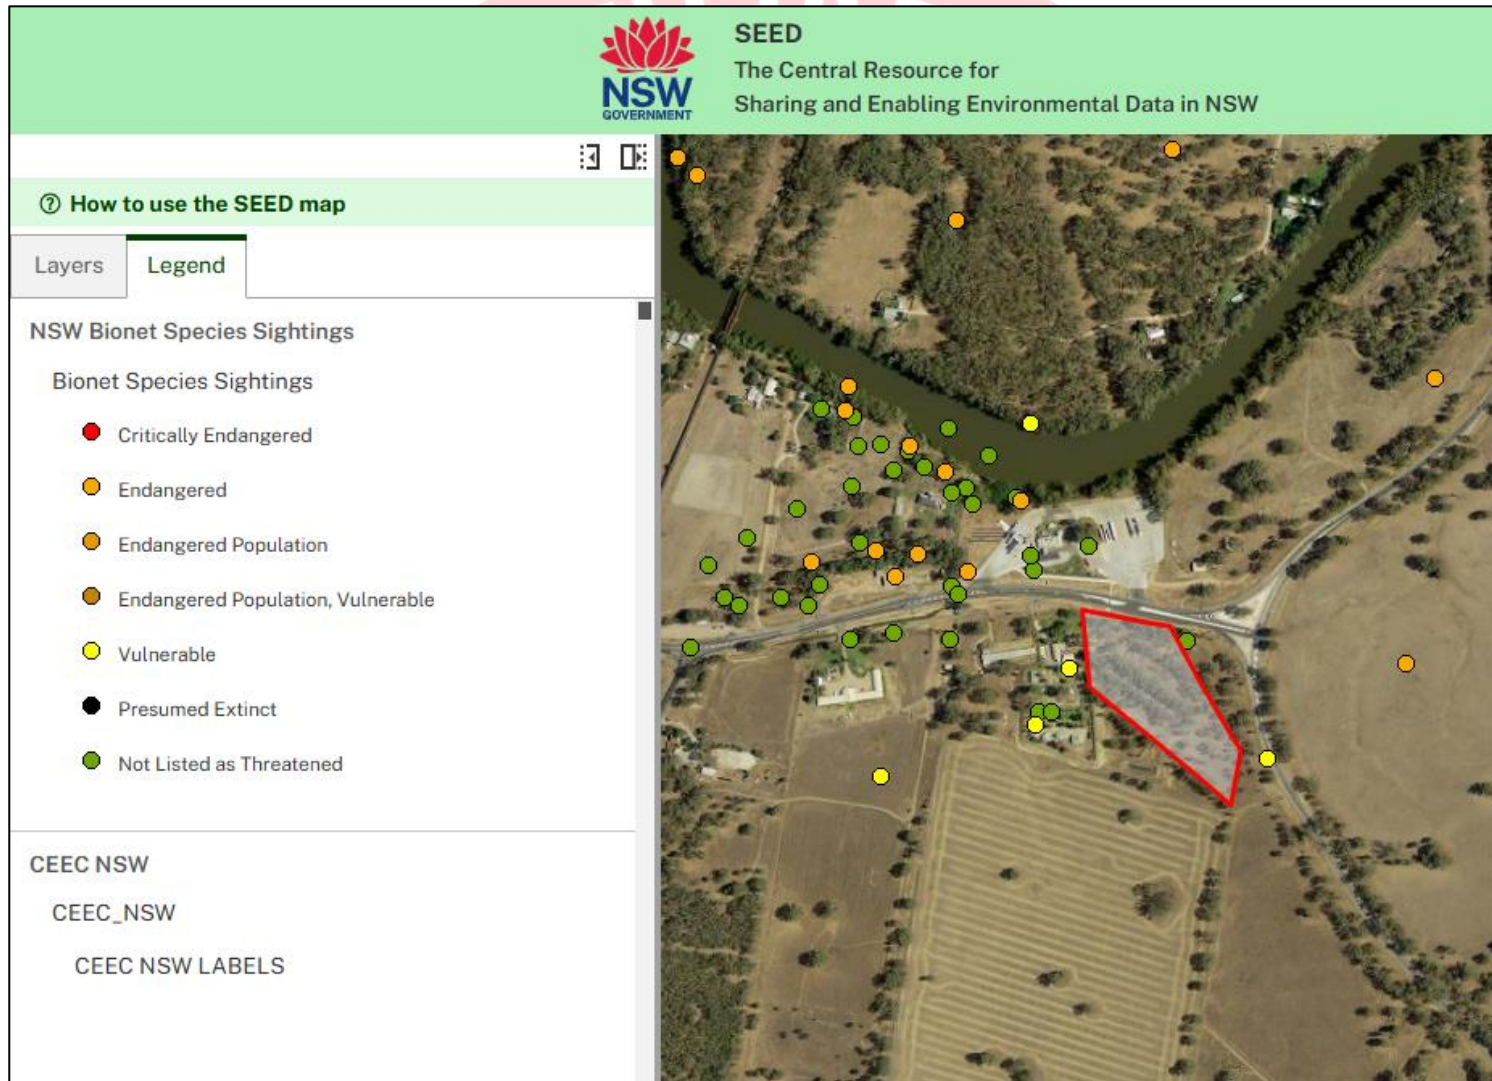 NSW
GOVERNMENT
SEED
The Central Resource for
Sharing and Enabling Environmental Data in NSW
How to use the SEED map
Layers
Legend
NSW Bionet Species Sightings
Bionet Species Sightings
Critically Endangered
Endangered
Endangered Population
Endangered Population, Vulnerable
Vulnerable
Presumed Extinct
Not Listed as Threatened
CEEC NSW
CEEC_NSW
CEEC NSW LABELS